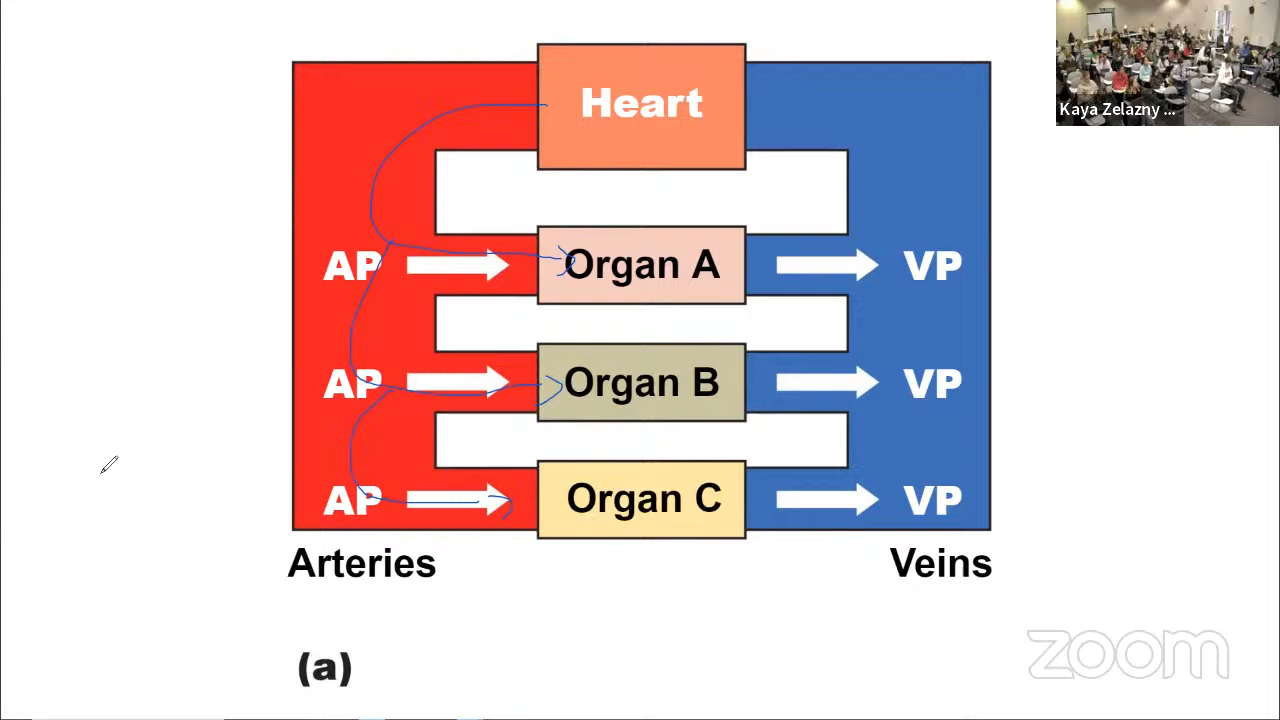 Heart
Kaya Zelazny ...
AP Organ A VP
AP Organ B VP
AP Organ C VP
Arteries Veins
zoom
(a)